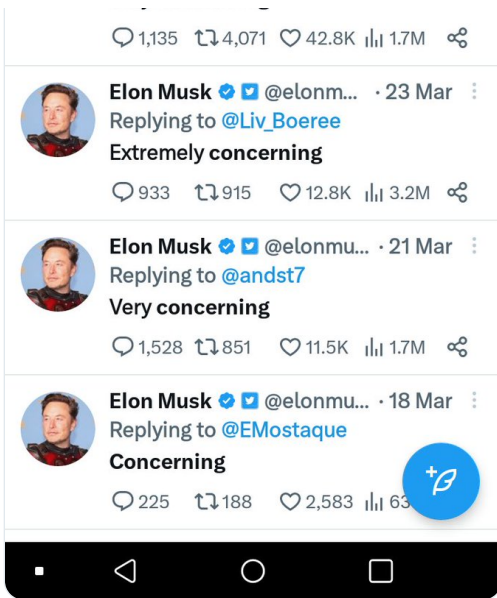 1,135 4,071 42.8K 1.7M
Elon Musk @elonm... · 23 Mar
Replying to @Liv_Boeree
Extremely concerning
933 915 12.8K 3.2M
Elon Musk @elonmu... · 21 Mar
Replying to @andst7
Very concerning
1,528 851 11.5K 1.7M
Elon Musk @elonmu... · 18 Mar
Replying to @EMostaque
Concerning
225 188 2,583